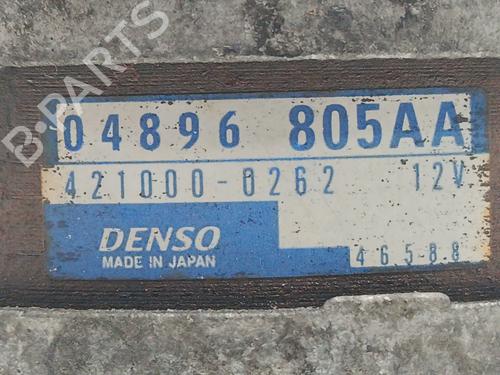 B-PARTS
04896 805AA
421000-0262 12V
DENSO
MADE IN JAPAN
46588